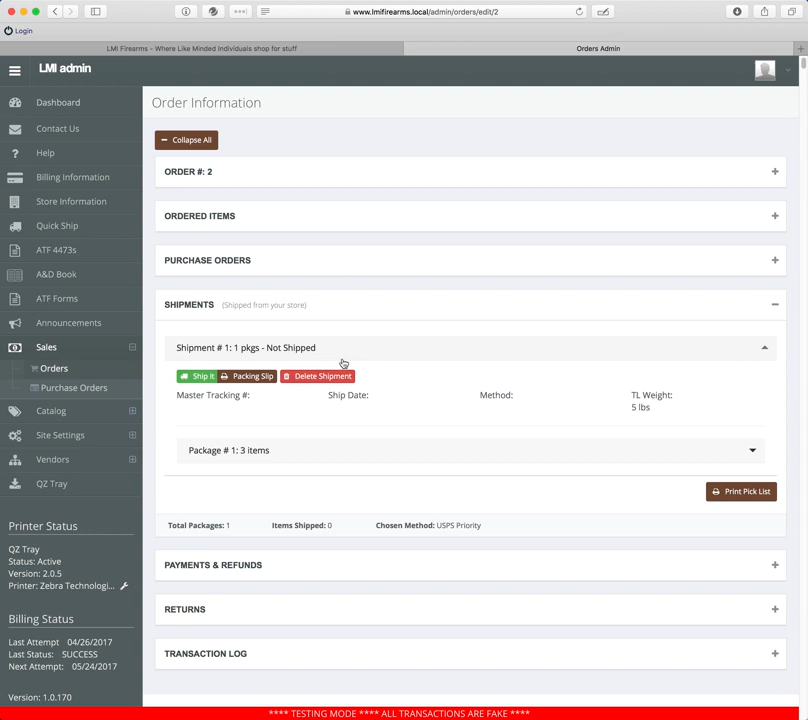 www.lmifirearms.local/admin/orders/edit/2
Login
LMI Firearms - Where Like Minded Individuals shop for stuff
Orders Admin
LMI admin
Dashboard
Contact Us
Help
Billing Information
Store Information
Quick Ship
ATF 4473s
A&D Book
ATF Forms
Announcements
Sales
Orders
Purchase Orders
Catalog
Site Settings
Vendors
QZ Tray
Printer Status
QZ Tray
Status: Active
Version: 2.0.5
Printer: Zebra Technologi...
Billing Status
Last Attempt 04/26/2017
Last Status: SUCCESS
Next Attempt: 05/24/2017
Version: 1.0.170
Order Information
Collapse All
ORDER #: 2
ORDERED ITEMS
PURCHASE ORDERS
SHIPMENTS (Shipped from your store)
Shipment # 1: 1 pkgs - Not Shipped
Ship It Packing Slip Delete Shipment
Master Tracking #: Ship Date: Method: TL Weight:
5 lbs
Package # 1: 3 items
Print Pick List
Total Packages: 1 Items Shipped: 0 Chosen Method: USPS Priority
PAYMENTS & REFUNDS
RETURNS
TRANSACTION LOG
**** TESTING MODE **** ALL TRANSACTIONS ARE FAKE ****